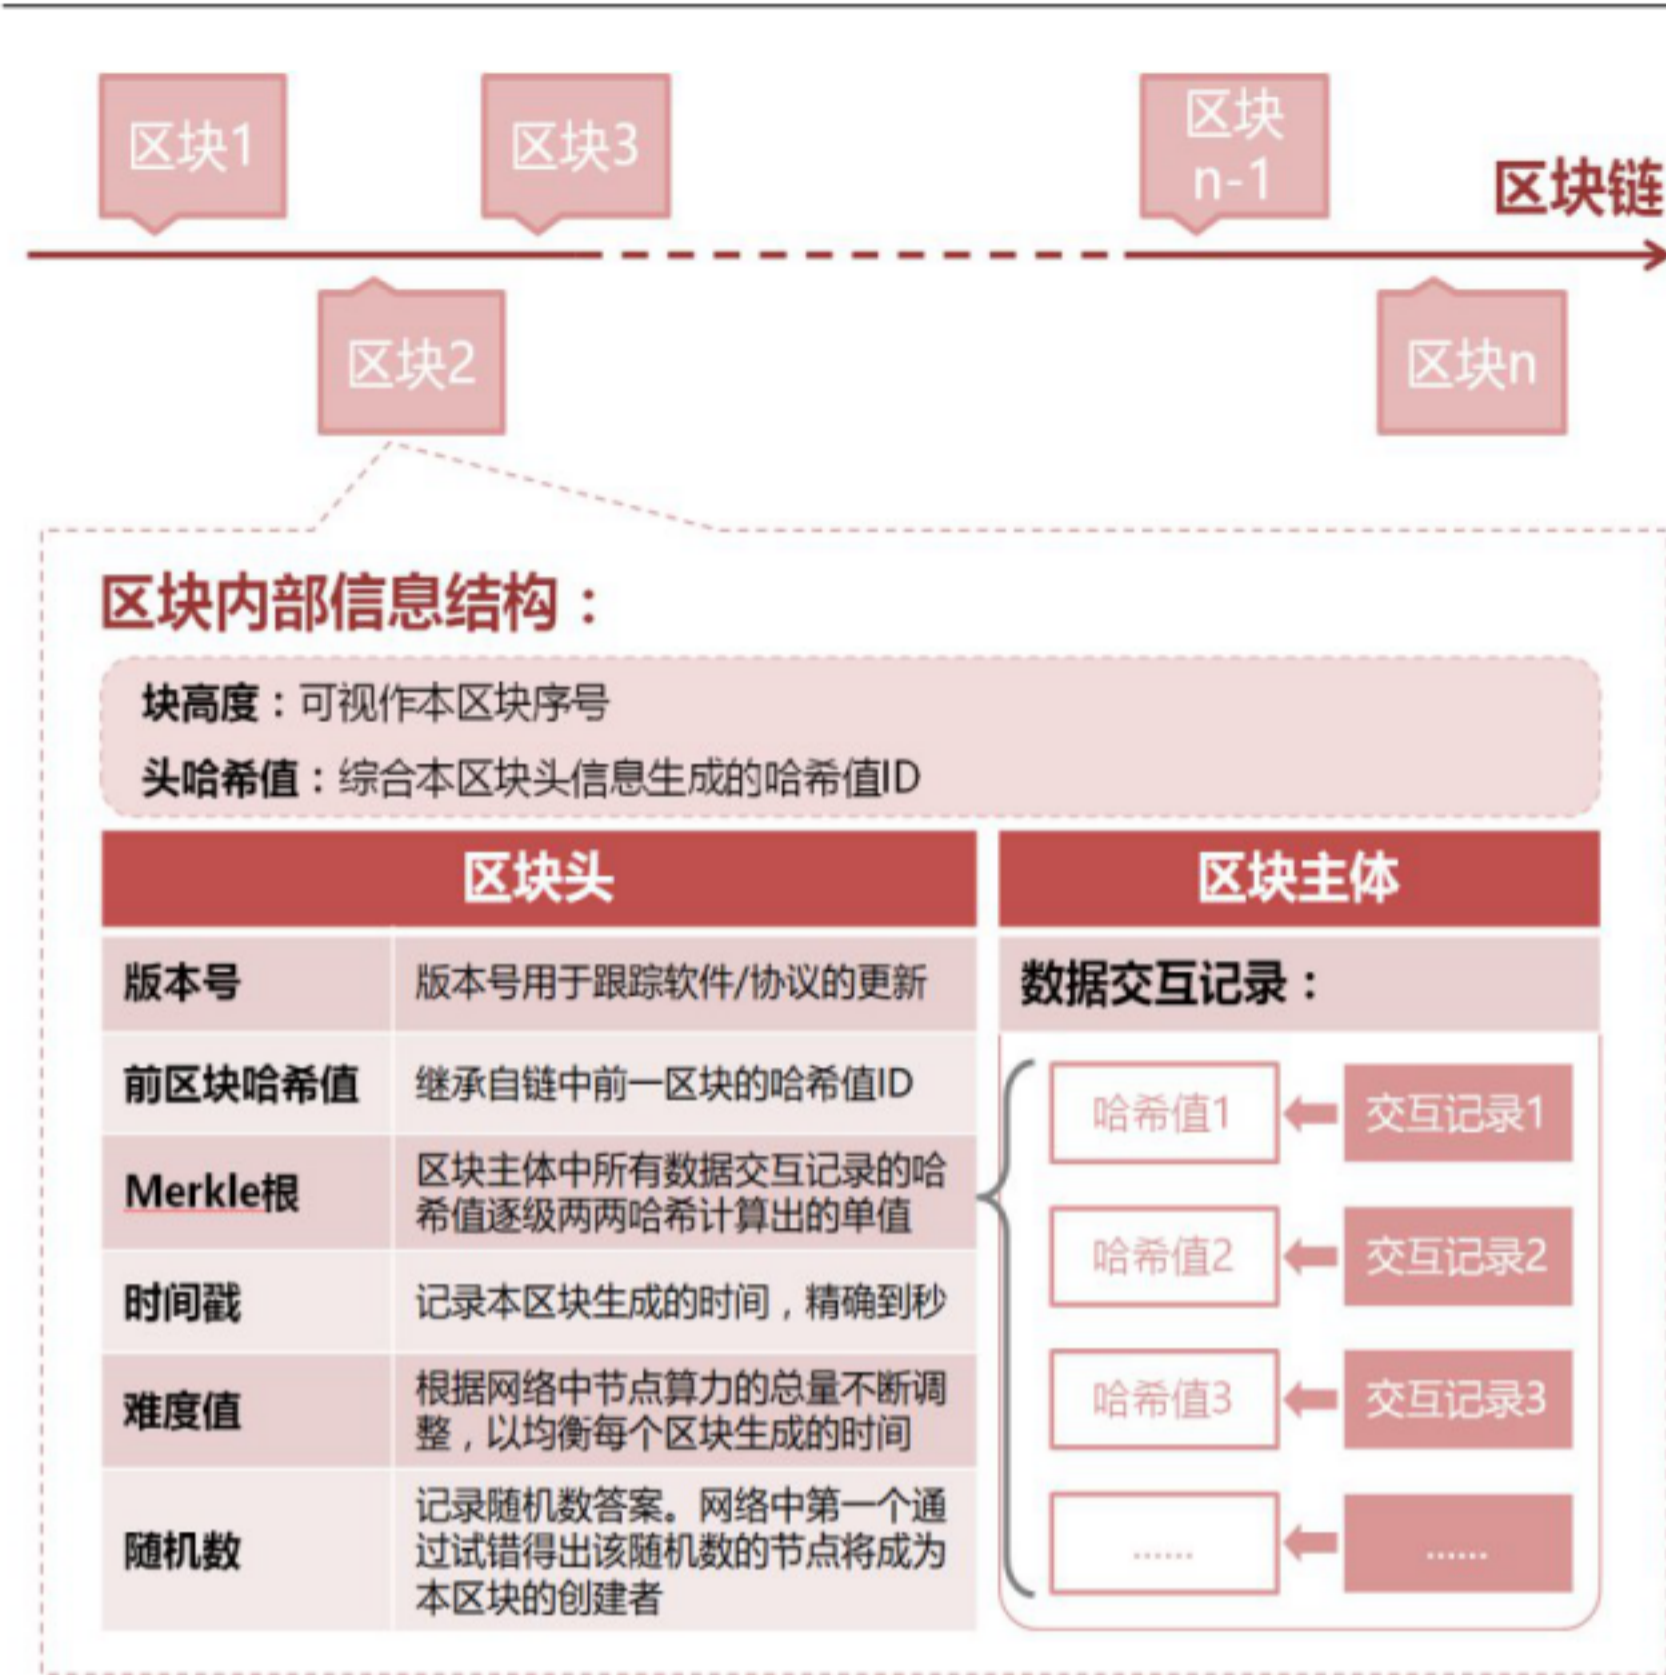 区块1
区块3
区块
n-1
区块链
区块2
区块n
区块内部信息结构：
块高度：可视作本区块序号
头哈希值：综合本区块头信息生成的哈希值ID
区块头
版本号 版本号用于跟踪软件/协议的更新
前区块哈希值 继承自链中前一区块的哈希值ID
Merkle根 区块主体中所有数据交互记录的哈
希值逐级两两哈希计算出的单值
时间戳 记录本区块生成的时间，精确到秒
难度值 根据网络中节点算力的总量不断调
整，以均衡每个区块生成的时间
随机数 记录随机数答案。网络中第一个通
过试错得出该随机数的节点将成为
本区块的创建者
区块主体
数据交互记录：
哈希值1 交互记录1
哈希值2 交互记录2
哈希值3 交互记录3
...... ......